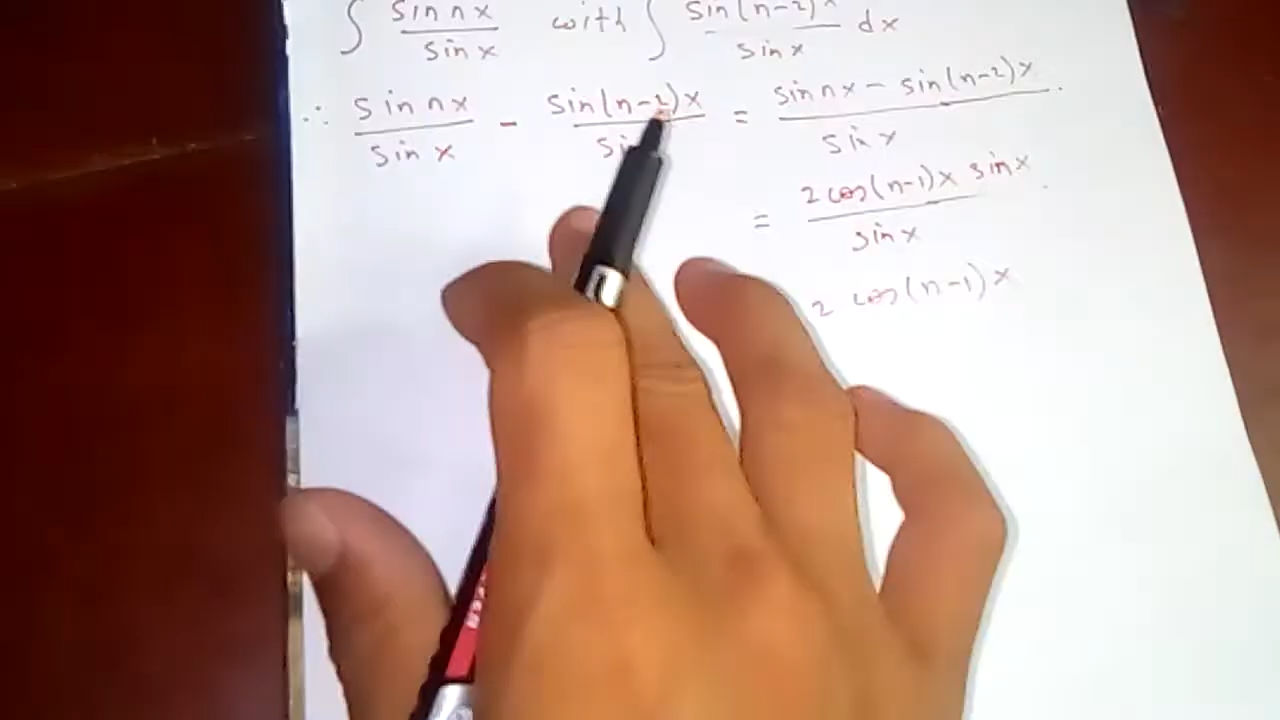 ∫ sin nx / sin x with ∫ sin(n-2)x / sin x dx
∴ sin nx / sin x - sin(n-2)x / sin = sin nx - sin(n-2)x / sin x .
= 2 cos(n-1)x sin x / sin x .
2 cos(n-1)x